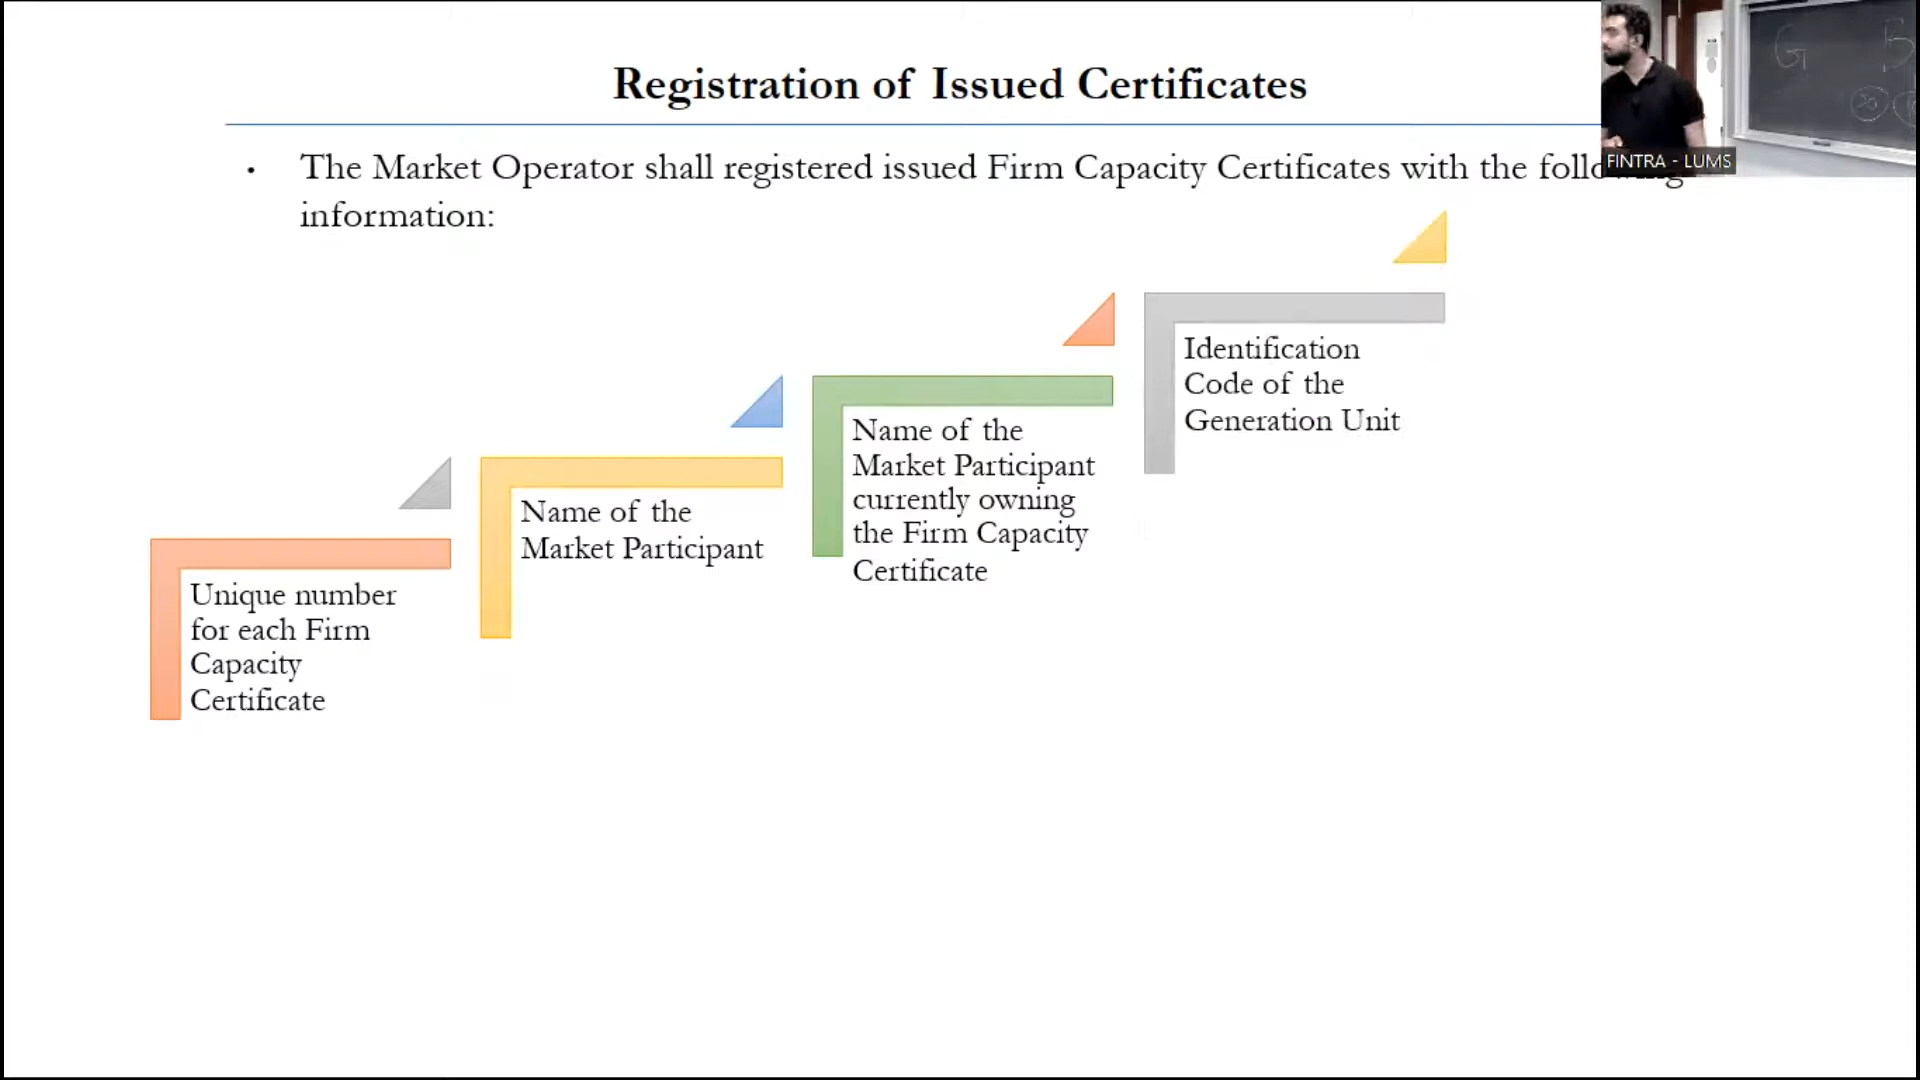 Registration of Issued Certificates
• The Market Operator shall registered issued Firm Capacity Certificates with the following
information:
Identification
Code of the
Generation Unit
Name of the
Market Participant
currently owning
the Firm Capacity
Certificate
Name of the
Market Participant
Unique number
for each Firm
Capacity
Certificate
FINTRA - LUMS
G 5